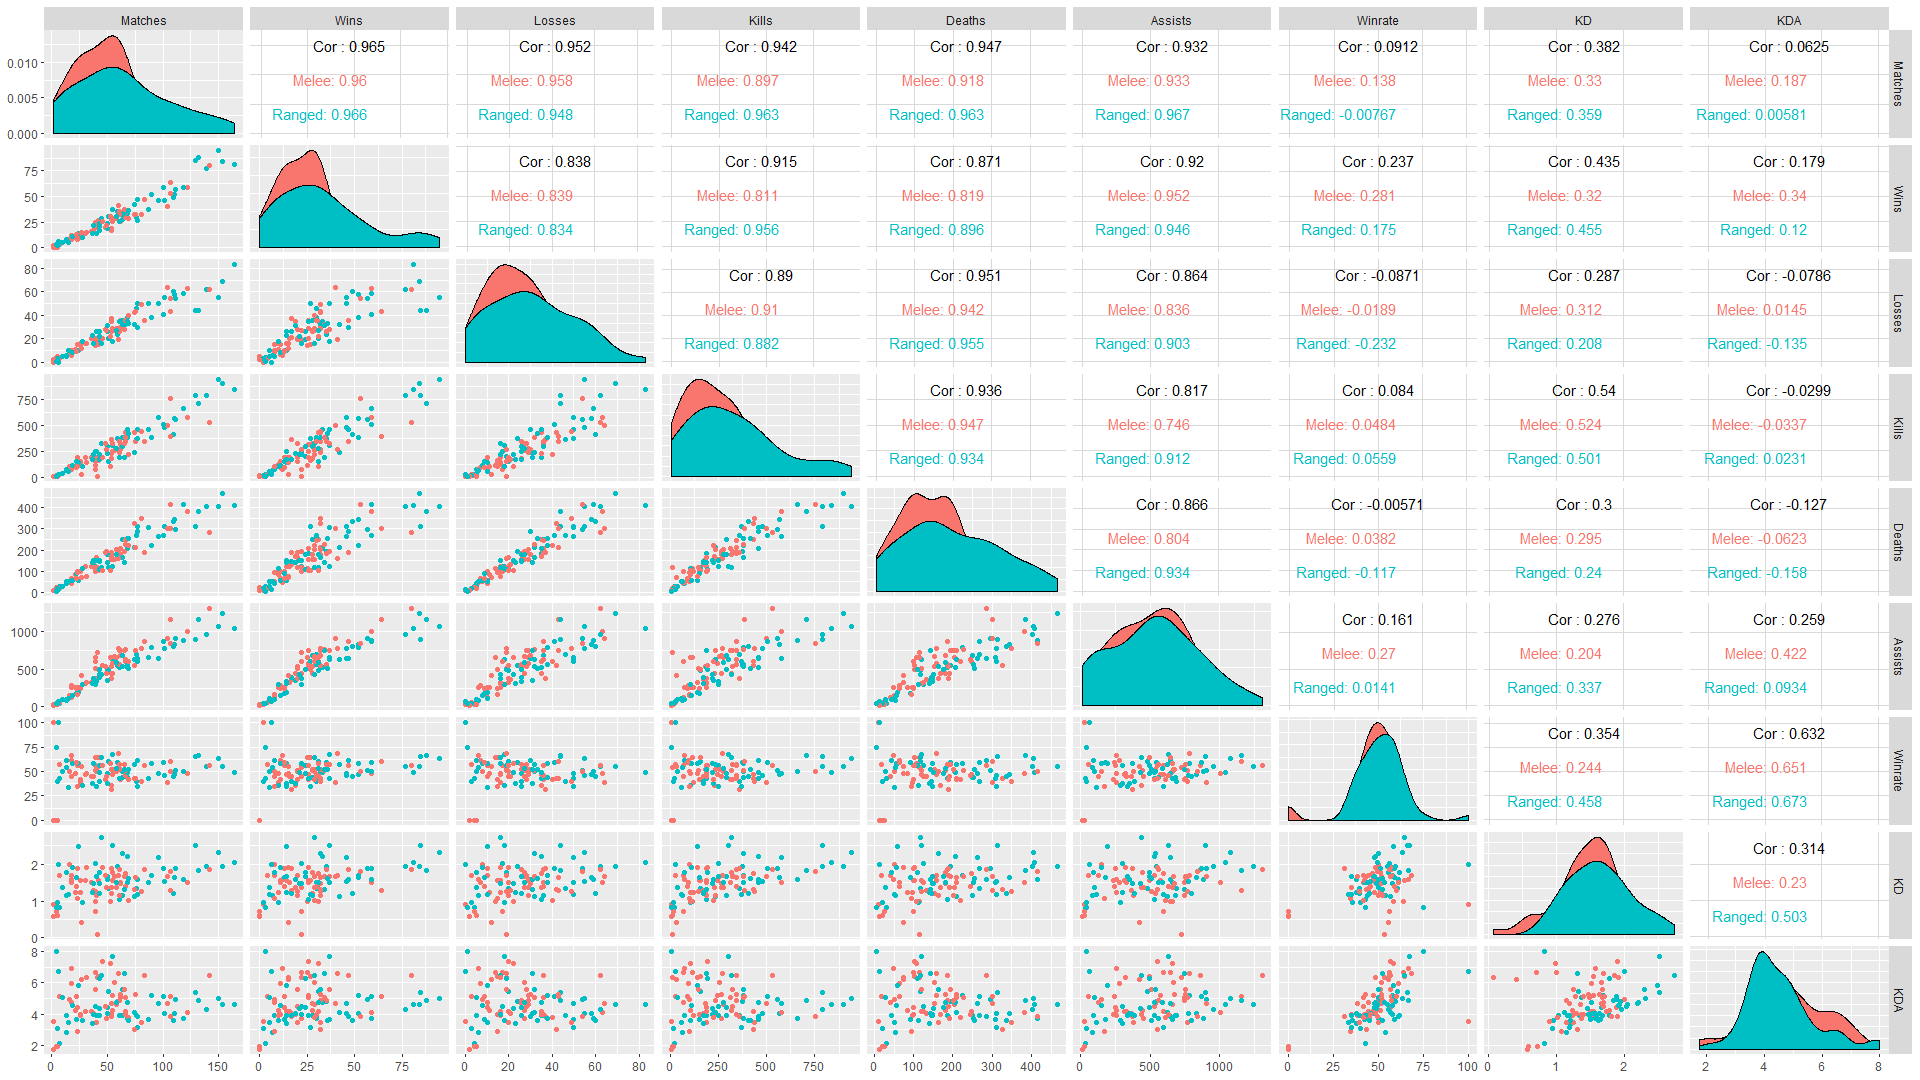 Matches Wins Losses Kills Deaths Assists Winrate KD KDA
0.010
0.005
0.000
Cor : 0.965 Cor : 0.952 Cor : 0.942 Cor : 0.947 Cor : 0.932 Cor : 0.0912 Cor : 0.382 Cor : 0.0625
Melee: 0.96 Melee: 0.958 Melee: 0.897 Melee: 0.918 Melee: 0.933 Melee: 0.138 Melee: 0.33 Melee: 0.187
Ranged: 0.966 Ranged: 0.948 Ranged: 0.963 Ranged: 0.963 Ranged: 0.967 Ranged: -0.00767 Ranged: 0.359 Ranged: 0.00581
Matches
75
50
25
0
Cor : 0.838 Cor : 0.915 Cor : 0.871 Cor : 0.92 Cor : 0.237 Cor : 0.435 Cor : 0.179
Melee: 0.839 Melee: 0.811 Melee: 0.819 Melee: 0.952 Melee: 0.281 Melee: 0.32 Melee: 0.34
Ranged: 0.834 Ranged: 0.956 Ranged: 0.896 Ranged: 0.946 Ranged: 0.175 Ranged: 0.455 Ranged: 0.12
Wins
80
60
40
20
0
Cor : 0.89 Cor : 0.951 Cor : 0.864 Cor : -0.0871 Cor : 0.287 Cor : -0.0786
Melee: 0.91 Melee: 0.942 Melee: 0.836 Melee: -0.0189 Melee: 0.312 Melee: 0.0145
Ranged: 0.882 Ranged: 0.955 Ranged: 0.903 Ranged: -0.232 Ranged: 0.208 Ranged: -0.135
Losses
750
500
250
0
Cor : 0.936 Cor : 0.817 Cor : 0.084 Cor : 0.54 Cor : -0.0299
Melee: 0.947 Melee: 0.746 Melee: 0.0484 Melee: 0.524 Melee: -0.0337
Ranged: 0.934 Ranged: 0.912 Ranged: 0.0559 Ranged: 0.501 Ranged: 0.0231
Kills
400
300
200
100
0
Cor : 0.866 Cor : -0.00571 Cor : 0.3 Cor : -0.127
Melee: 0.804 Melee: 0.0382 Melee: 0.295 Melee: -0.0623
Ranged: 0.934 Ranged: -0.117 Ranged: 0.24 Ranged: -0.158
Deaths
1000
500
0
Cor : 0.161 Cor : 0.276 Cor : 0.259
Melee: 0.27 Melee: 0.204 Melee: 0.422
Ranged: 0.0141 Ranged: 0.337 Ranged: 0.0934
Assists
100
75
50
25
0
Cor : 0.354 Cor : 0.632
Melee: 0.244 Melee: 0.651
Ranged: 0.458 Ranged: 0.673
Winrate
2
1
0
Cor : 0.314
Melee: 0.23
Ranged: 0.503
KD
8
6
4
2
KDA
0 50 100 150 0 25 50 75 0 20 40 60 80 0 250 500 750 0 100 200 300 400 0 500 1000 0 25 50 75 100 0 1 2 2 4 6 8